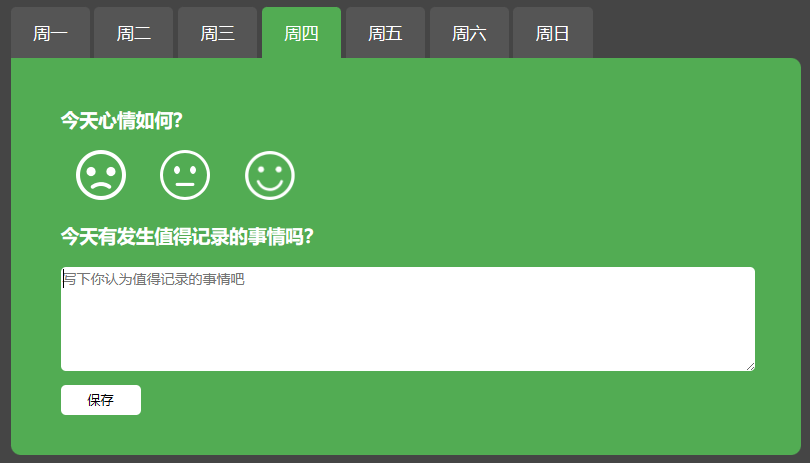 周一 周二 周三 周四 周五 周六 周日
今天心情如何?
今天有发生值得记录的事情吗?
写下你认为值得记录的事情吧
保存